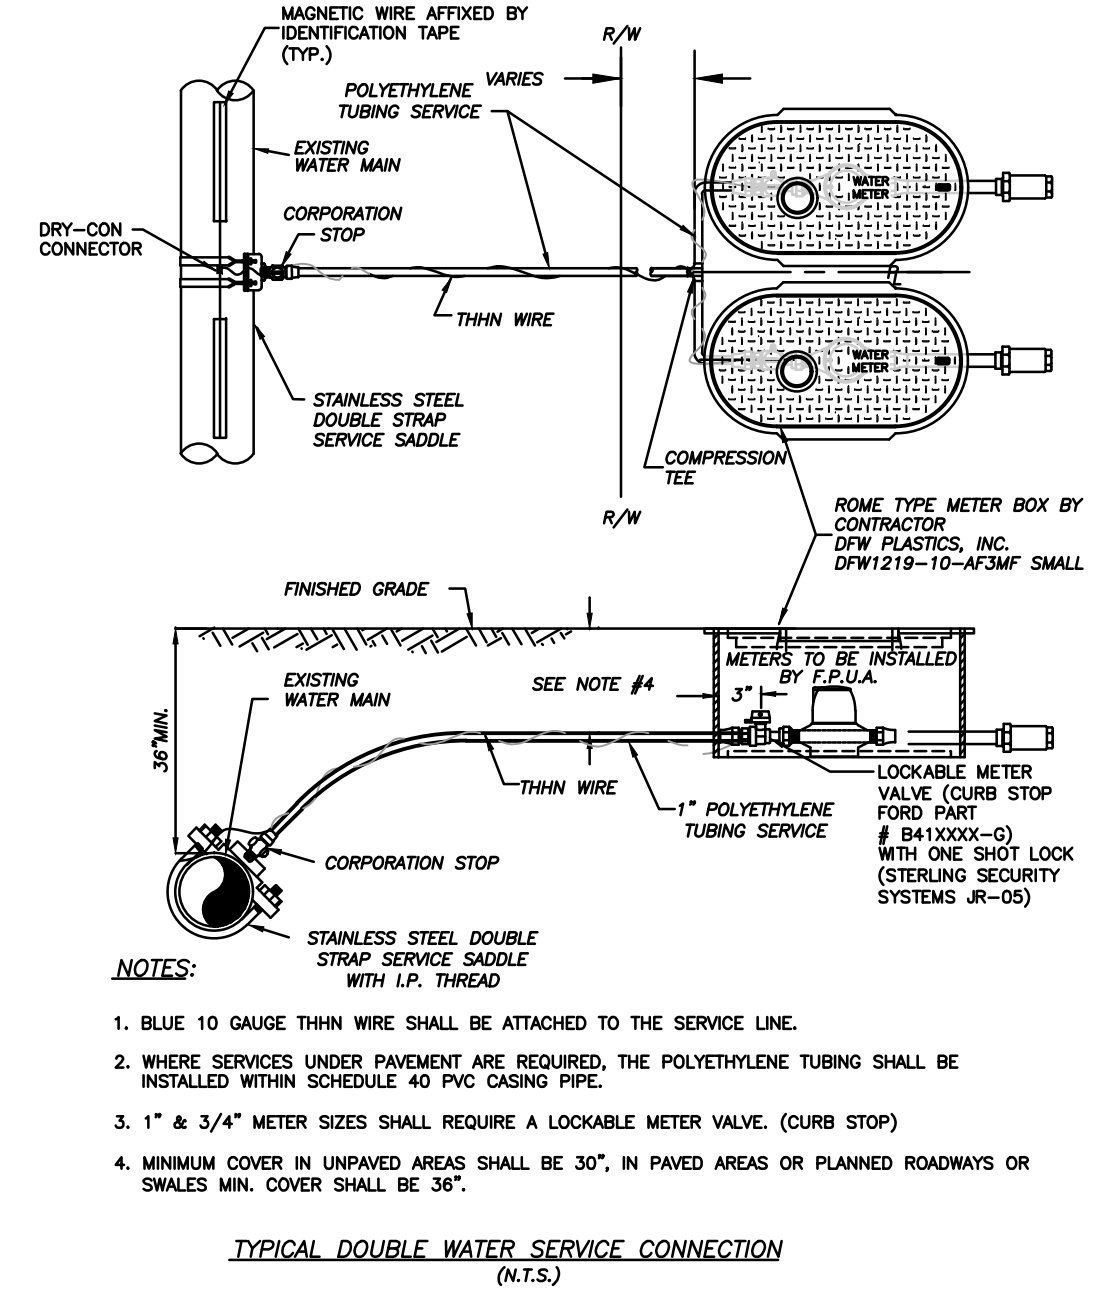 MAGNETIC WIRE AFFIXED BY
IDENTIFICATION TAPE
(TYP.)
R/W
VARIES
POLYETHYLENE
TUBING SERVICE
EXISTING
WATER MAIN
WATER
METER
CORPORATION
STOP
DRY-CON
CONNECTOR
THHN WIRE
WATER
METER
STAINLESS STEEL
DOUBLE STRAP
SERVICE SADDLE
COMPRESSION
TEE
R/W
ROME TYPE METER BOX BY
CONTRACTOR
DFW PLASTICS, INC.
DFW1219-10-AF3MF SMALL
FINISHED GRADE
METERS TO BE INSTALLED
BY F.P.U.A.
EXISTING
WATER MAIN
SEE NOTE #4
3"
36"MIN.
THHN WIRE
1" POLYETHYLENE
TUBING SERVICE
LOCKABLE METER
VALVE (CURB STOP
FORD PART
# B41XXXX-G)
WITH ONE SHOT LOCK
(STERLING SECURITY
SYSTEMS JR-05)
CORPORATION STOP
STAINLESS STEEL DOUBLE
STRAP SERVICE SADDLE
WITH I.P. THREAD
NOTES:
1. BLUE 10 GAUGE THHN WIRE SHALL BE ATTACHED TO THE SERVICE LINE.
2. WHERE SERVICES UNDER PAVEMENT ARE REQUIRED, THE POLYETHYLENE TUBING SHALL BE
INSTALLED WITHIN SCHEDULE 40 PVC CASING PIPE.
3. 1" & 3/4" METER SIZES SHALL REQUIRE A LOCKABLE METER VALVE. (CURB STOP)
4. MINIMUM COVER IN UNPAVED AREAS SHALL BE 30", IN PAVED AREAS OR PLANNED ROADWAYS OR
SWALES MIN. COVER SHALL BE 36".
TYPICAL DOUBLE WATER SERVICE CONNECTION
(N.T.S.)